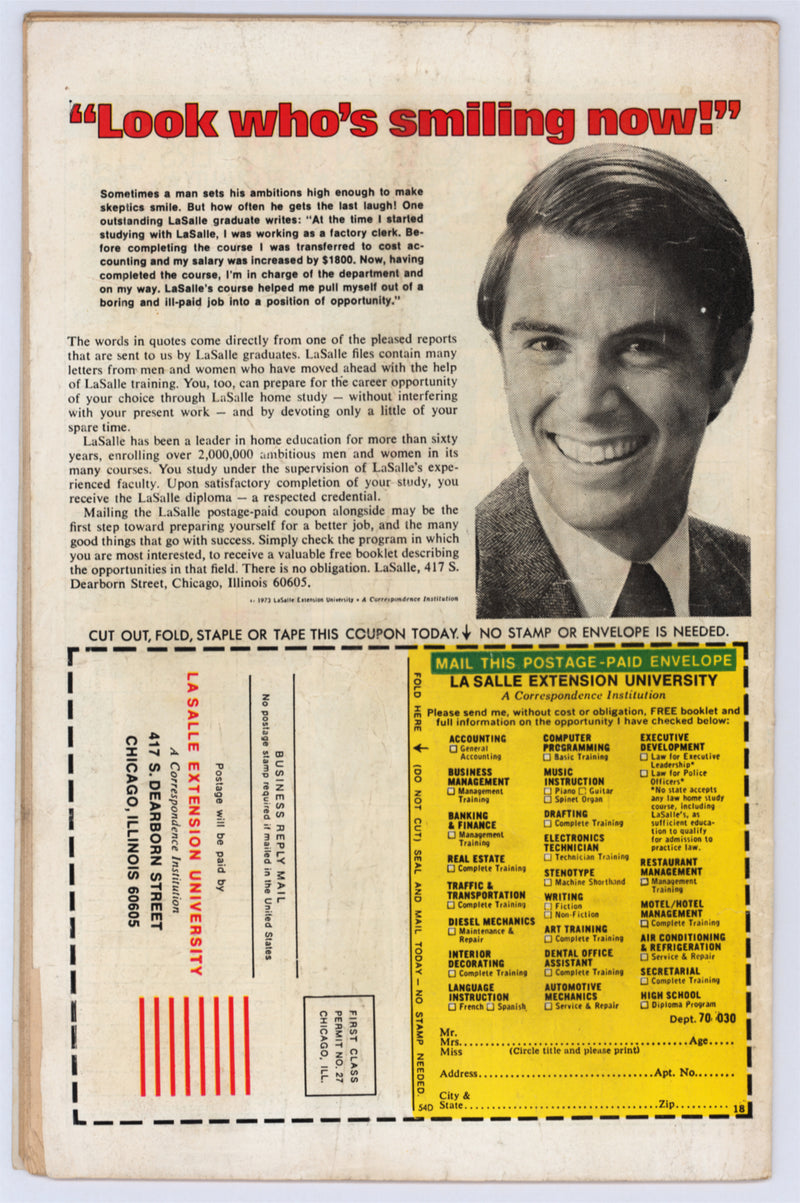 “Look who’s smiling now!”
Sometimes a man sets his ambitions high enough to make
skeptics smile. But how often he gets the last laugh! One
outstanding LaSalle graduate writes: "At the time I started
studying with LaSalle, I was working as a factory clerk. Be-
fore completing the course I was transferred to cost ac-
counting and my salary was increased by $1800. Now, having
completed the course, I'm in charge of the department and
on my way. LaSalle's course helped me pull myself out of a
boring and ill-paid job into a position of opportunity."
The words in quotes come directly from one of the pleased reports
that are sent to us by LaSalle graduates. LaSalle files contain many
letters from men and women who have moved ahead with the help
of LaSalle training. You, too, can prepare for the career opportunity
of your choice through LaSalle home study — without interfering
with your present work — and by devoting only a little of your
spare time.
LaSalle has been a leader in home education for more than sixty
years, enrolling over 2,000,000 ambitious men and women in its
many courses. You study under the supervision of LaSalle's expe-
rienced faculty. Upon satisfactory completion of your study, you
receive the LaSalle diploma — a respected credential.
Mailing the LaSalle postage-paid coupon alongside may be the
first step toward preparing yourself for a better job, and the many
good things that go with success. Simply check the program in which
you are most interested, to receive a valuable free booklet describing
the opportunities in that field. There is no obligation. LaSalle, 417 S.
Dearborn Street, Chicago, Illinois 60605.
1973 LaSalle Extension University • A Correspondence Institution
CUT OUT, FOLD, STAPLE OR TAPE THIS COUPON TODAY. ↓ NO STAMP OR ENVELOPE IS NEEDED.
FIRST CLASS
PERMIT NO. 27
CHICAGO, ILL.
BUSINESS REPLY MAIL
No postage stamp required if mailed in the United States
Postage will be paid by
LA SALLE EXTENSION UNIVERSITY
A Correspondence Institution
417 S. DEARBORN STREET
CHICAGO, ILLINOIS 60605
FOLD HERE ← (DO NOT CUT) SEAL AND MAIL TODAY — NO STAMP NEEDED.
MAIL THIS POSTAGE-PAID ENVELOPE
LA SALLE EXTENSION UNIVERSITY
A Correspondence Institution
Please send me, without cost or obligation, FREE booklet and
full information on the opportunity I have checked below:
ACCOUNTING
☐ General
Accounting
BUSINESS
MANAGEMENT
☐ Management
Training
BANKING
& FINANCE
☐ Management
Training
REAL ESTATE
☐ Complete Training
TRAFFIC &
TRANSPORTATION
☐ Complete Training
DIESEL MECHANICS
☐ Maintenance &
Repair
INTERIOR
DECORATING
☐ Complete Training
LANGUAGE
INSTRUCTION
☐ French ☐ Spanish
COMPUTER
PROGRAMMING
☐ Basic Training
MUSIC
INSTRUCTION
☐ Piano ☐ Guitar
☐ Spinet Organ
DRAFTING
☐ Complete Training
ELECTRONICS
TECHNICIAN
☐ Technician Training
STENOTYPE
☐ Machine Shorthand
WRITING
☐ Fiction
☐ Non-Fiction
ART TRAINING
☐ Complete Training
DENTAL OFFICE
ASSISTANT
☐ Complete Training
AUTOMOTIVE
MECHANICS
☐ Service & Repair
EXECUTIVE
DEVELOPMENT
☐ Law for Executive
Leadership*
☐ Law for Police
Officers*
*No state accepts
any law home study
course, including
LaSalle's, as
sufficient educa-
tion to qualify
for admission to
practice law.
RESTAURANT
MANAGEMENT
☐ Management
Training
MOTEL/HOTEL
MANAGEMENT
☐ Complete Training
AIR CONDITIONING
& REFRIGERATION
☐ Service & Repair
SECRETARIAL
☐ Complete Training
HIGH SCHOOL
☐ Diploma Program
Dept. 70-030
Mr.
Mrs. Age
Miss (Circle title and please print)
Address Apt. No.
City &
State Zip
54D 18